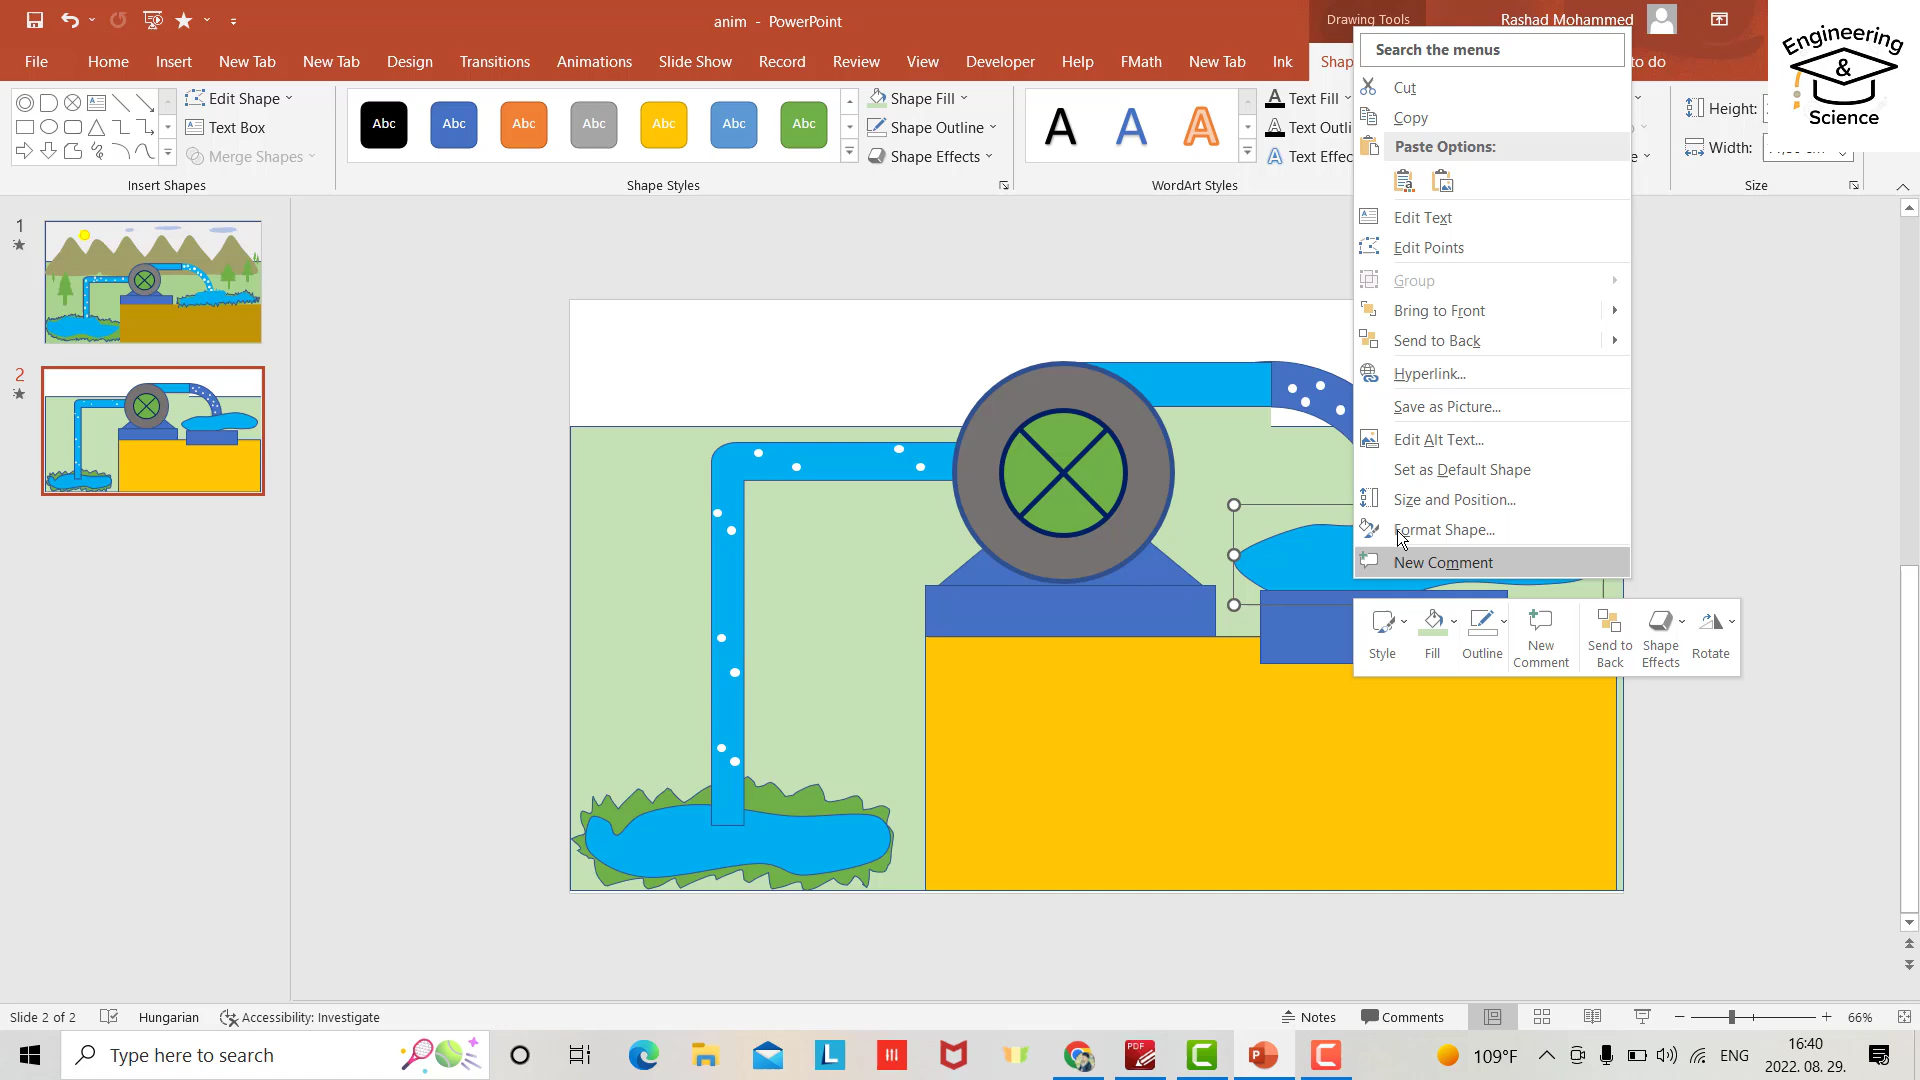 anim - PowerPoint
Drawing Tools
Rashad Mohammed
Engineering
&
Science
File
Home
Insert
New Tab
New Tab
Design
Transitions
Animations
Slide Show
Record
Review
View
Developer
Help
FMath
New Tab
Ink
Shap
to do
Edit Shape
Text Box
Merge Shapes
Insert Shapes
Abc
Abc
Abc
Abc
Abc
Abc
Abc
Shape Fill
Shape Outline
Shape Effects
Shape Styles
A
A
A
Text Fill
Text Outli
Text Effec
WordArt Styles
Height:
Width:
Size
Search the menus
Cut
Copy
Paste Options:
Edit Text
Edit Points
Group
Bring to Front
Send to Back
Hyperlink...
Save as Picture...
Edit Alt Text...
Set as Default Shape
Size and Position...
Format Shape...
New Comment
Style
Fill
Outline
New
Comment
Send to
Back
Shape
Effects
Rotate
1
2
Slide 2 of 2
Hungarian
Accessibility: Investigate
Notes
Comments
66%
Type here to search
L
PDF
C
P
C
109°F
ENG
16:40
2022. 08. 29.